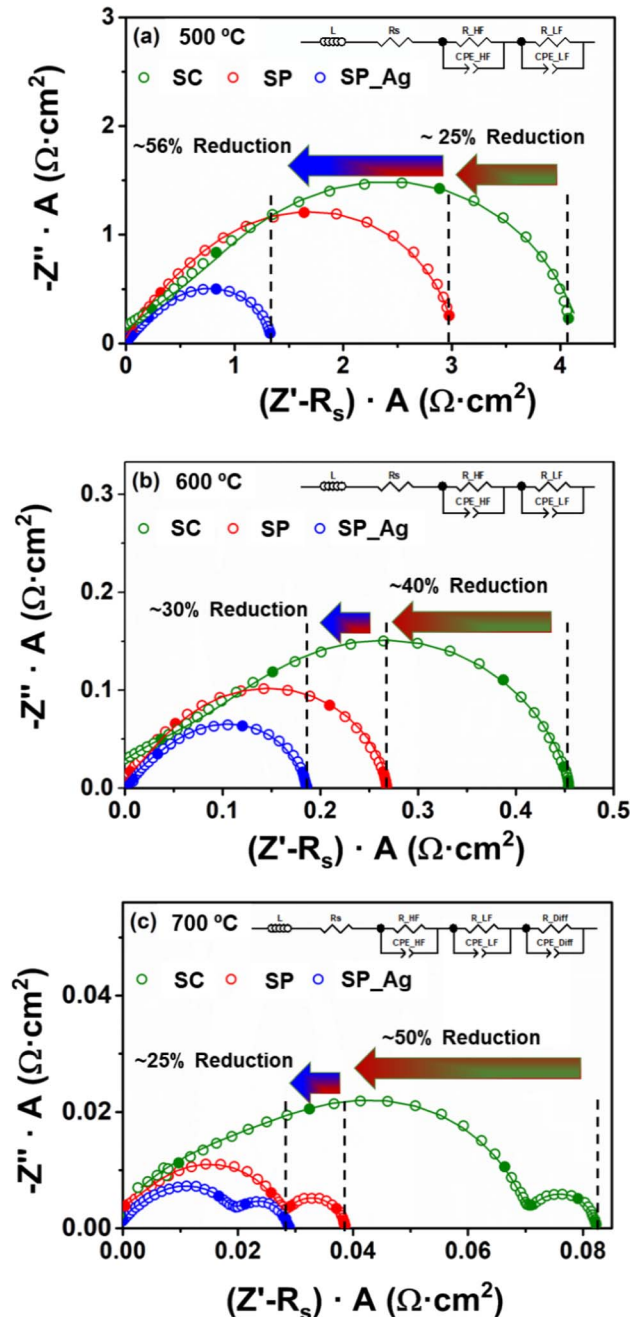 (a) 500 ºC
L Rs R_HF R_LF
CPE_HF CPE_LF
SC SP SP_Ag
~56% Reduction ~ 25% Reduction
3
2
1
0
-Z'' · A (Ω·cm²)
0 1 2 3 4
(Z'-Rs) · A (Ω·cm²)
(b) 600 ºC
L Rs R_HF R_LF
CPE_HF CPE_LF
SC SP SP_Ag
~30% Reduction ~40% Reduction
0.3
0.2
0.1
0.0
-Z'' · A (Ω·cm²)
0.0 0.1 0.2 0.3 0.4 0.5
(Z'-Rs) · A (Ω·cm²)
(c) 700 ºC
L Rs R_HF R_LF R_Diff
CPE_HF CPE_LF CPE_Diff
SC SP SP_Ag
~25% Reduction ~50% Reduction
0.04
0.02
0.00
-Z'' · A (Ω·cm²)
0.00 0.02 0.04 0.06 0.08
(Z'-Rs) · A (Ω·cm²)